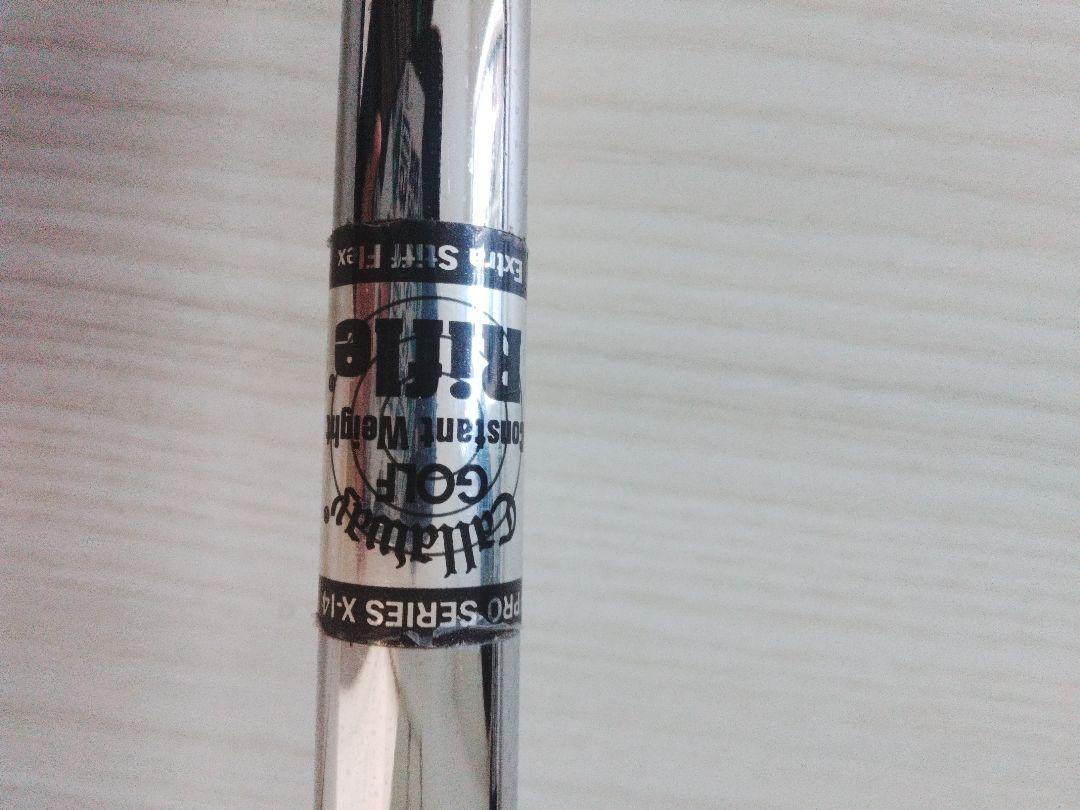 PRO SERIES X-14
Callaway®
GOLF
Constant Weight
Rifle®
Extra Stiff Flex